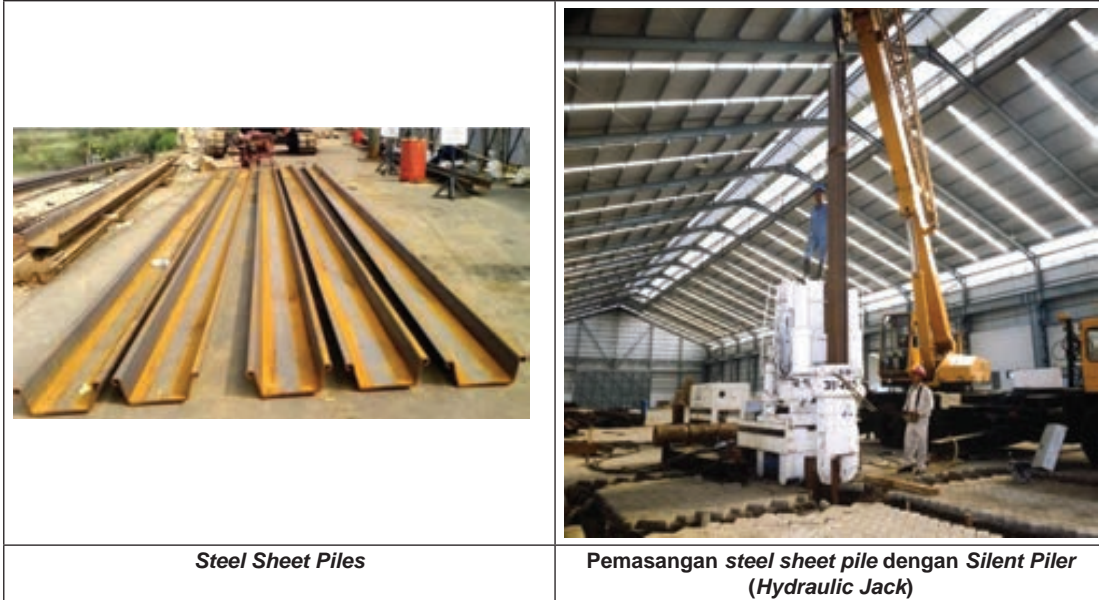 Steel Sheet Piles
Pemasangan steel sheet pile dengan Silent Piler
(Hydraulic Jack)